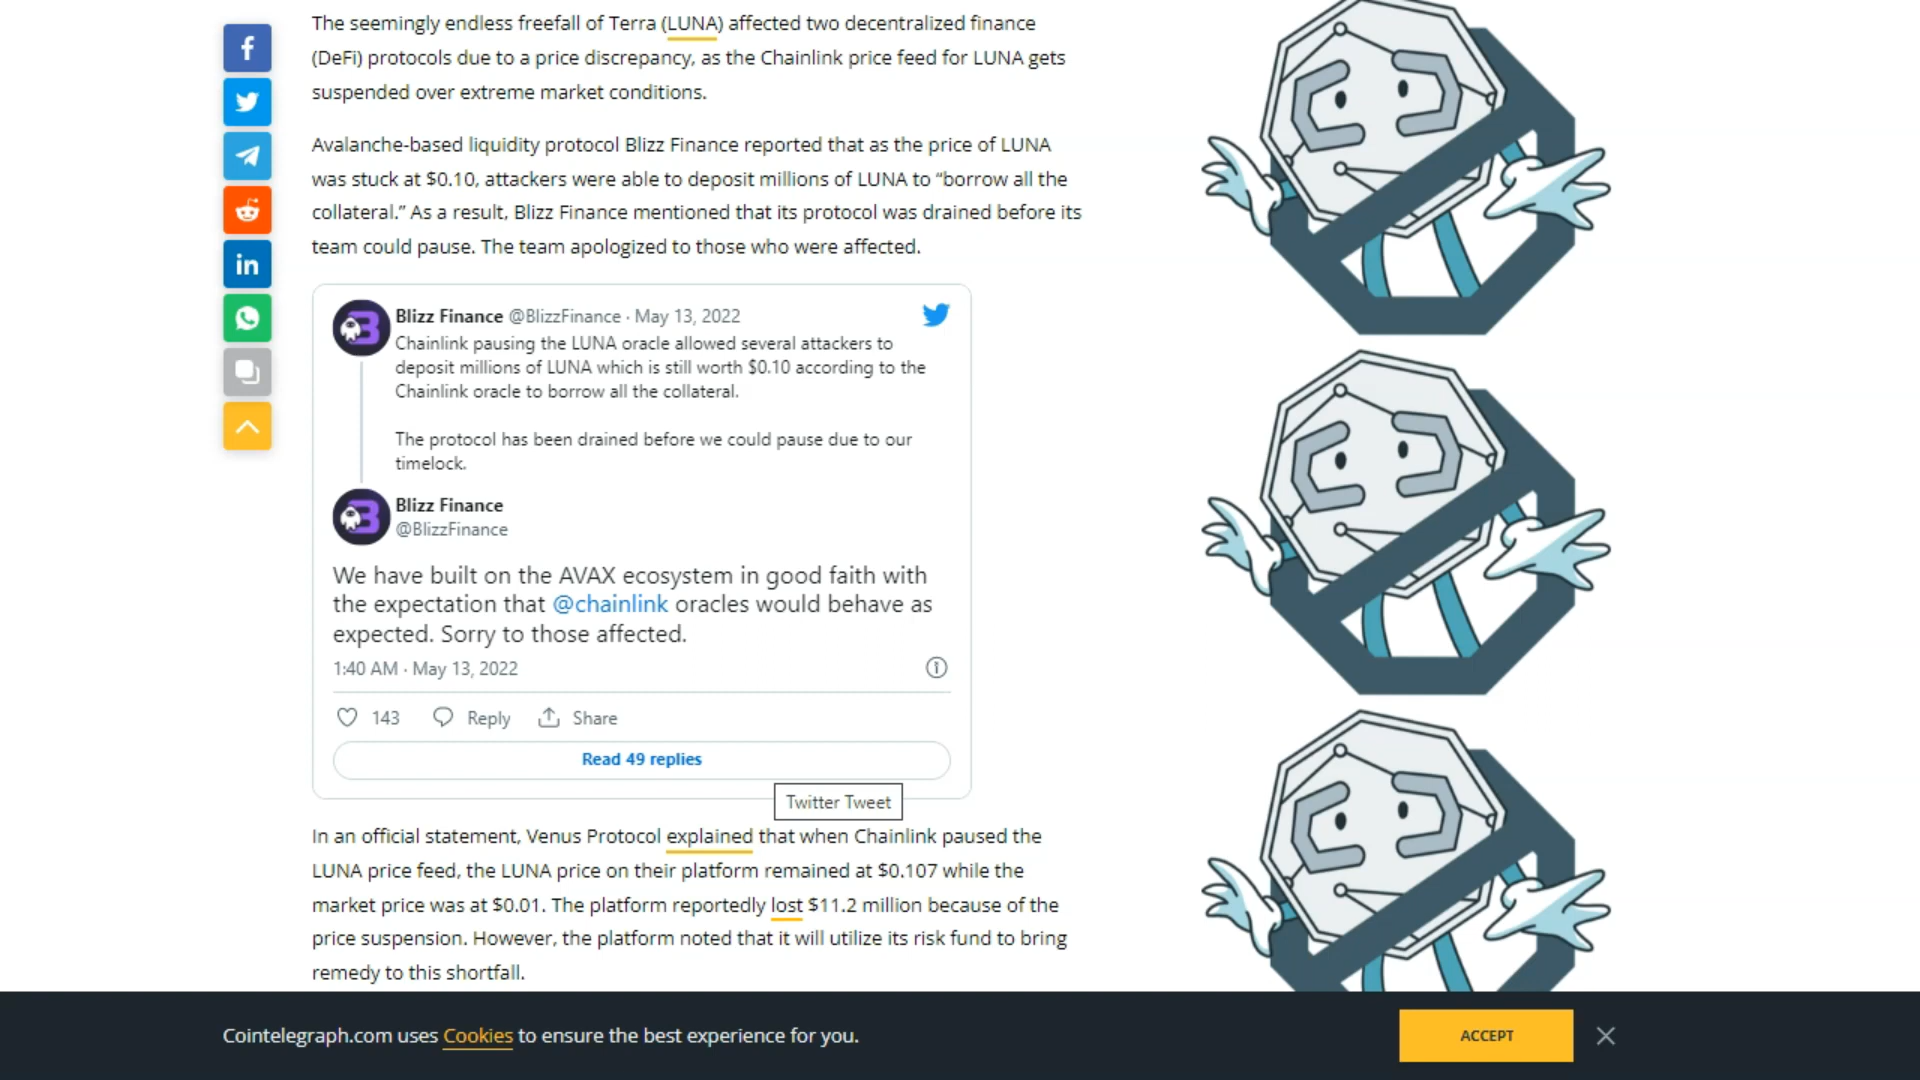 The seemingly endless freefall of Terra (LUNA) affected two decentralized finance
(DeFi) protocols due to a price discrepancy, as the Chainlink price feed for LUNA gets
suspended over extreme market conditions.
Avalanche-based liquidity protocol Blizz Finance reported that as the price of LUNA
was stuck at $0.10, attackers were able to deposit millions of LUNA to “borrow all the
collateral.” As a result, Blizz Finance mentioned that its protocol was drained before its
team could pause. The team apologized to those who were affected.
Blizz Finance @BlizzFinance · May 13, 2022
Chainlink pausing the LUNA oracle allowed several attackers to
deposit millions of LUNA which is still worth $0.10 according to the
Chainlink oracle to borrow all the collateral.
The protocol has been drained before we could pause due to our
timelock.
Blizz Finance
@BlizzFinance
We have built on the AVAX ecosystem in good faith with
the expectation that @chainlink oracles would behave as
expected. Sorry to those affected.
1:40 AM · May 13, 2022
143 Reply Share
Read 49 replies
Twitter Tweet
In an official statement, Venus Protocol explained that when Chainlink paused the
LUNA price feed, the LUNA price on their platform remained at $0.107 while the
market price was at $0.01. The platform reportedly lost $11.2 million because of the
price suspension. However, the platform noted that it will utilize its risk fund to bring
remedy to this shortfall.
Cointelegraph.com uses Cookies to ensure the best experience for you.
ACCEPT